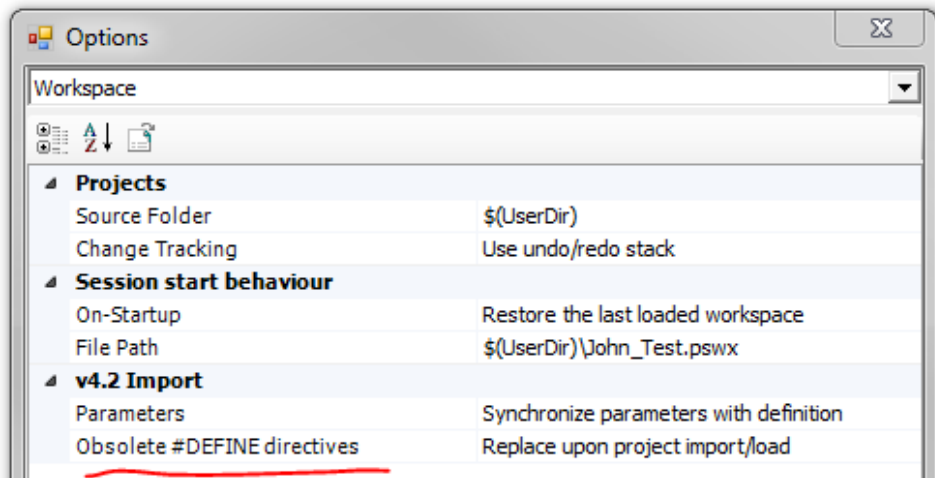 Options
Workspace
Projects
Source Folder $(UserDir)
Change Tracking Use undo/redo stack
Session start behaviour
On-Startup Restore the last loaded workspace
File Path $(UserDir)\John_Test.pswx
v4.2 Import
Parameters Synchronize parameters with definition
Obsolete #DEFINE directives Replace upon project import/load